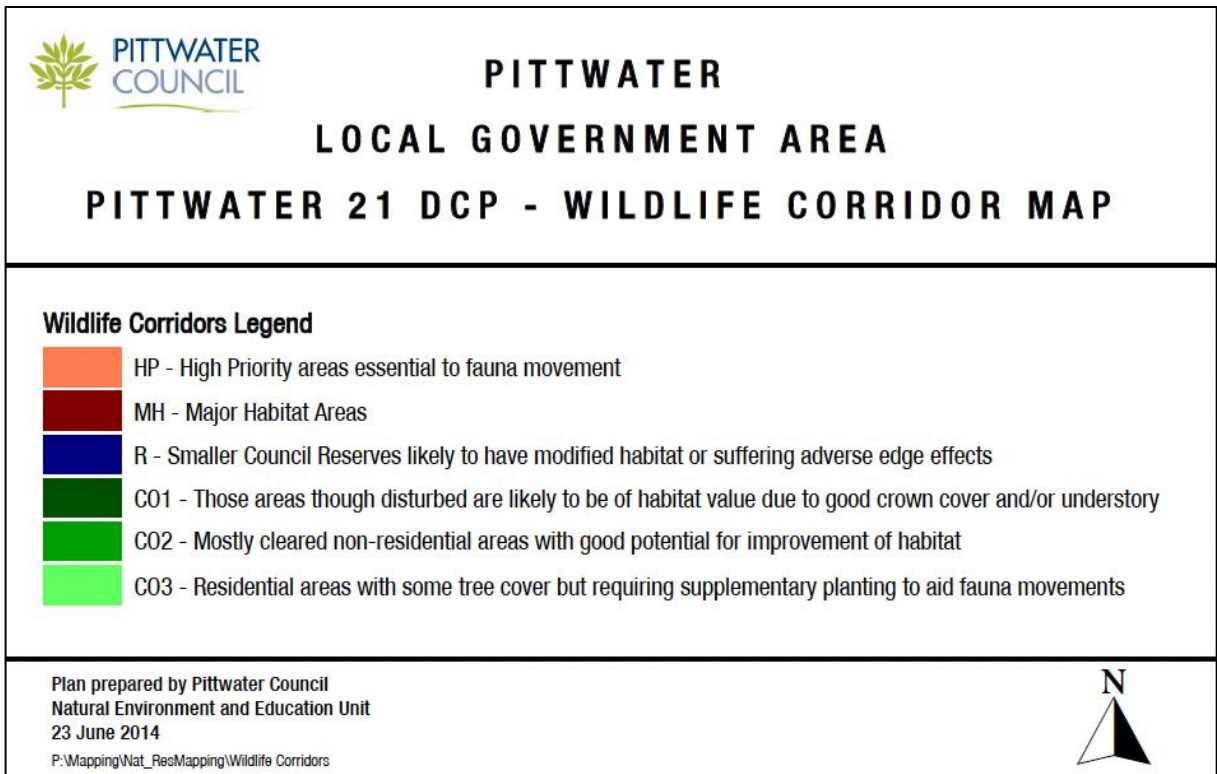 PITTWATER
COUNCIL
PITTWATER
LOCAL GOVERNMENT AREA
PITTWATER 21 DCP - WILDLIFE CORRIDOR MAP
Wildlife Corridors Legend
HP - High Priority areas essential to fauna movement
MH - Major Habitat Areas
R - Smaller Council Reserves likely to have modified habitat or suffering adverse edge effects
CO1 - Those areas though disturbed are likely to be of habitat value due to good crown cover and/or understory
CO2 - Mostly cleared non-residential areas with good potential for improvement of habitat
CO3 - Residential areas with some tree cover but requiring supplementary planting to aid fauna movements
Plan prepared by Pittwater Council
Natural Environment and Education Unit
23 June 2014
P:\Mapping\Nat_ResMapping\Wildlife Corridors
N